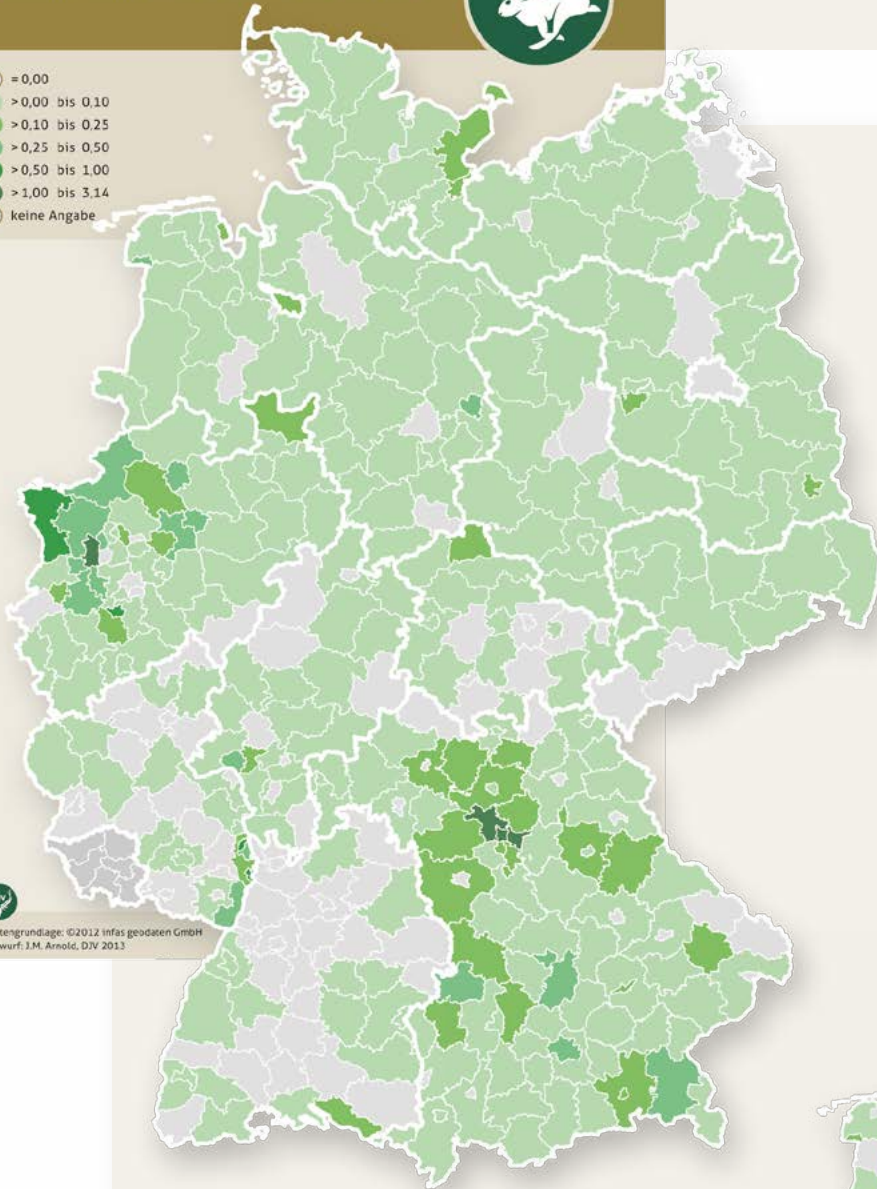 = 0,00
> 0,00 bis 0,10
> 0,10 bis 0,25
> 0,25 bis 0,50
> 0,50 bis 1,00
> 1,00 bis 3,14
keine Angabe
tengrundlage: ©2012 infas geodaten GmbH
wurf: J.M. Arnold, DJV 2013